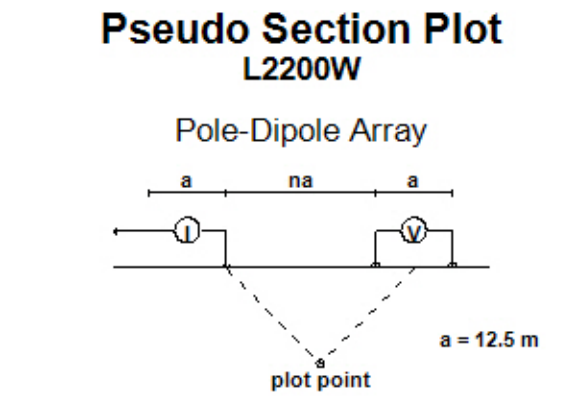 Pseudo Section Plot
L2200W
Pole-Dipole Array
a na a
I V
a = 12.5 m
plot point